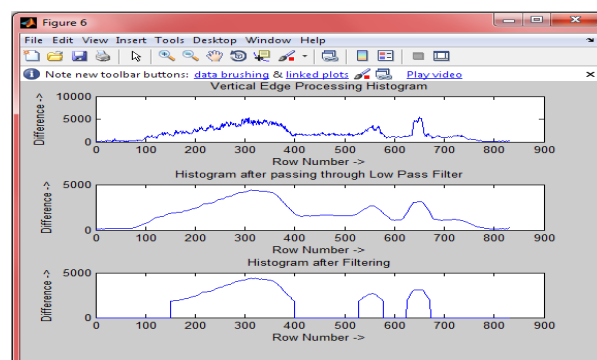 Figure 6
File Edit View Insert Tools Desktop Window Help
Note new toolbar buttons: data brushing & linked plots Play video
Vertical Edge Processing Histogram
10000
5000
0
Difference ->
0 100 200 300 400 500 600 700 800 900
Row Number ->
Histogram after passing through Low Pass Filter
5000
0
Difference ->
0 100 200 300 400 500 600 700 800 900
Row Number ->
Histogram after Filtering
5000
0
Difference ->
0 100 200 300 400 500 600 700 800 900
Row Number ->